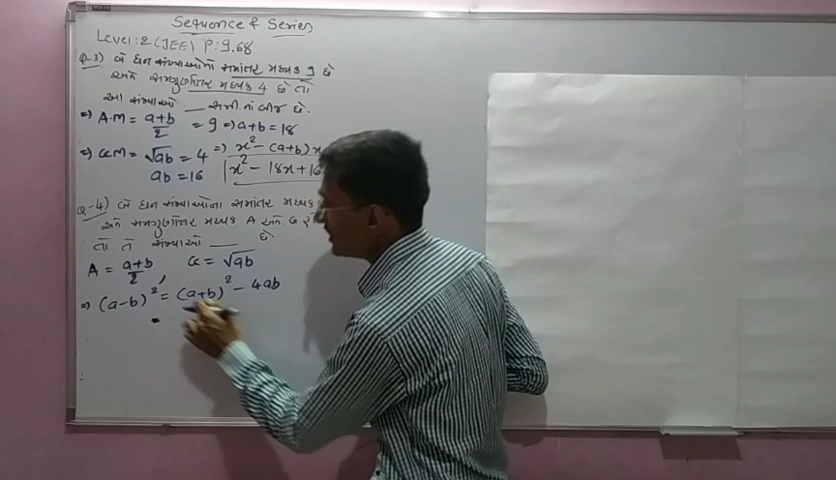 Sequence & Series
Level:2 (JEE) P: 9.68
Q-3) બે ધન સંખ્યાઓનો સમાંતર મધ્યક 9 છે
અને સમગુણોત્તર મધ્યક 4 છે તો
આ સંખ્યાઓ ___ સમી.નાં બીજ છે.
⇒ A.M = a+b/2 = 9 ⇒ a+b = 18
⇒ G.M = √ab = 4 ⇒ x² - (a+b)x
ab = 16 x² - 18x + 16
Q-4) બે ધન સંખ્યાઓના સમાંતર મધ્યક
અને સમગુણોત્તર મધ્યક A અને G
તો તે સંખ્યાઓ ___ છે
A = a+b/2, G = √ab
⇒ (a-b)² = (a+b)² - 4ab
=